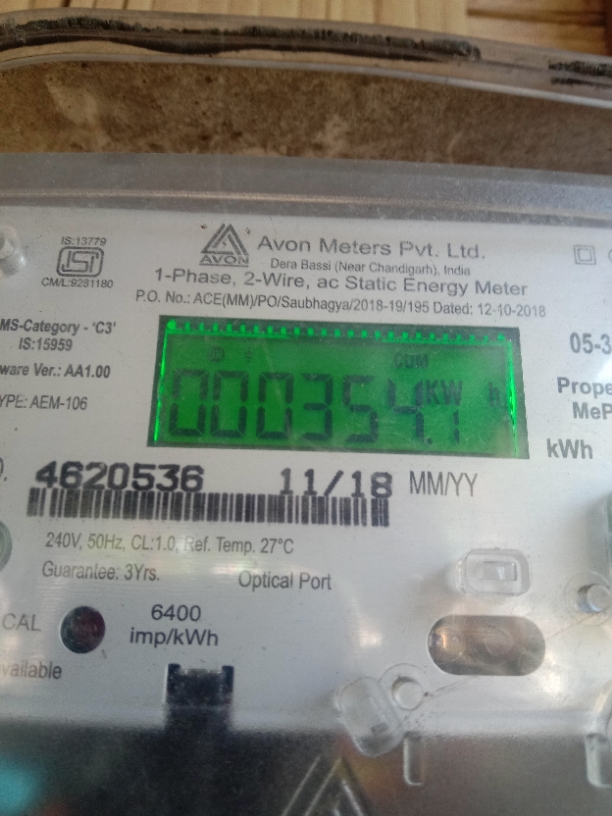 IS:13779
ISI
CM/L:9281180
AVON
Avon Meters Pvt. Ltd.
Dera Bassi (Near Chandigarh), India
1-Phase, 2-Wire, ac Static Energy Meter
P.O. No.: ACE(MM)/PO/Saubhagya/2018-19/195 Dated: 12-10-2018
MS-Category - 'C3'
IS:15959
ware Ver.: AA1.00
YPE: AEM-106
CUM
000354.1 KW h
05-3
Prope
MeP
kWh
4620536 11/18 MM/YY
240V, 50Hz, CL:1.0, Ref. Temp. 27°C
Guarantee: 3Yrs.
Optical Port
CAL
6400
imp/kWh
vailable